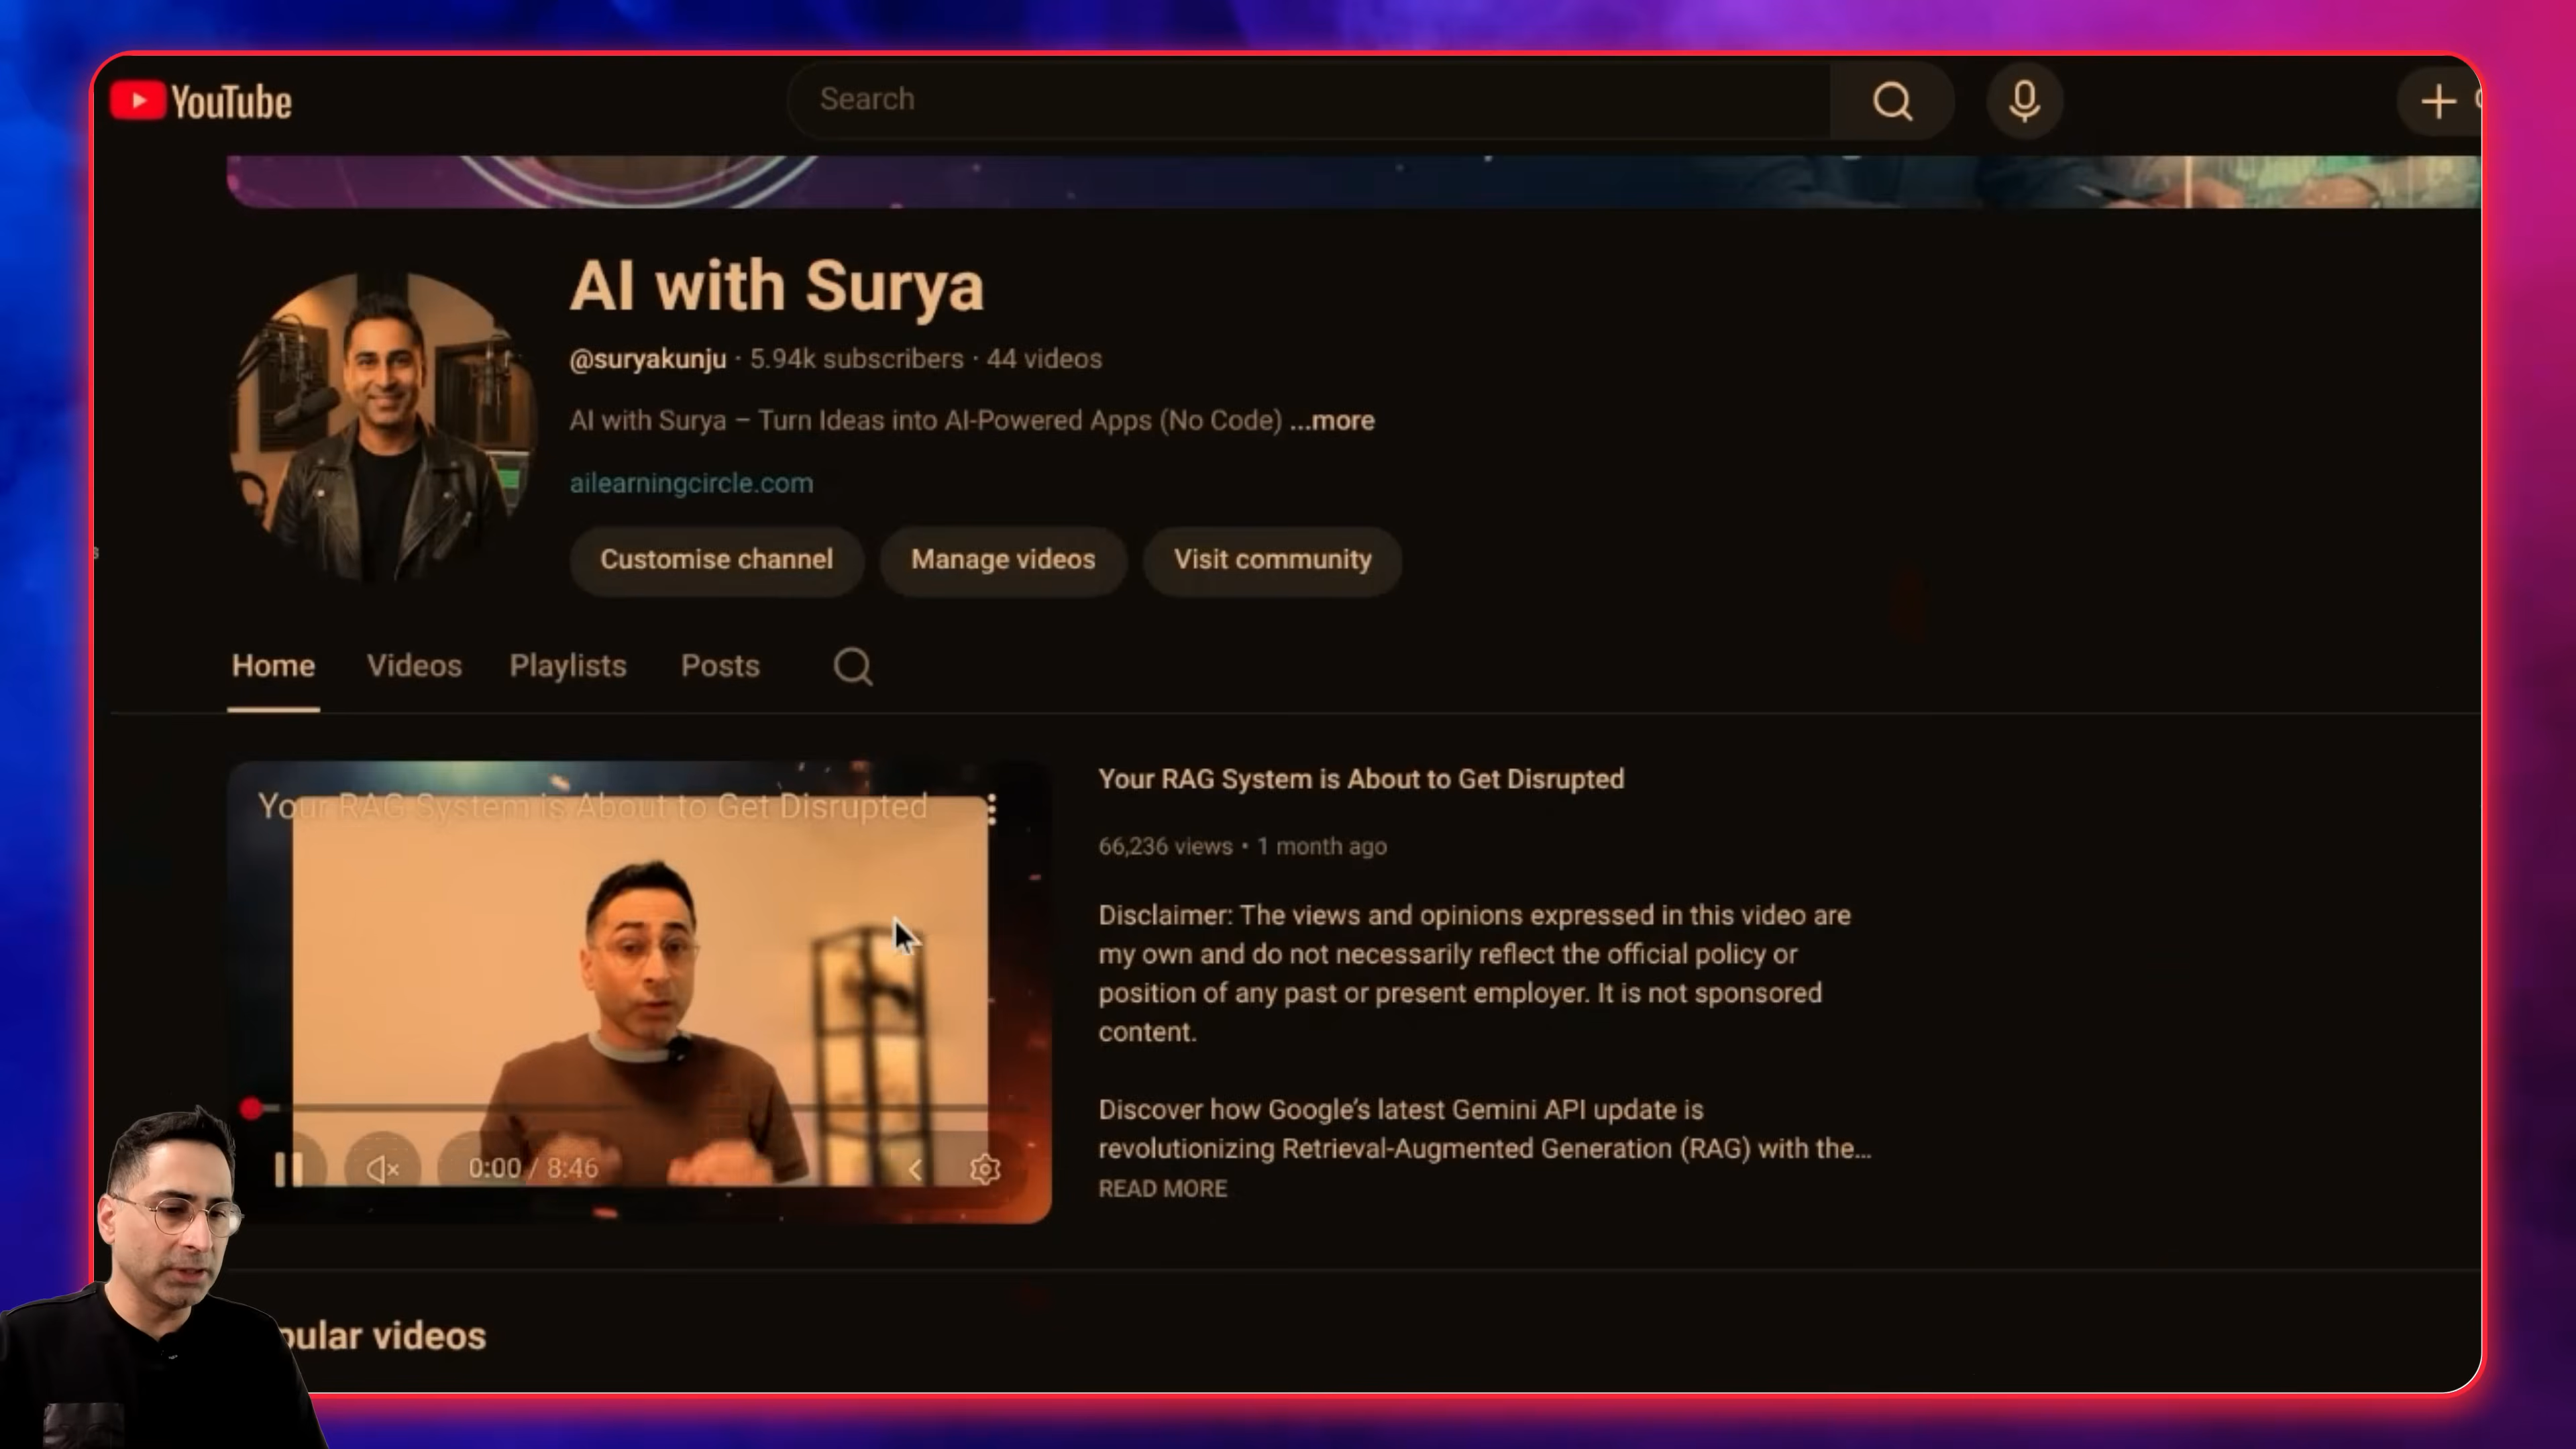 YouTube
Search
AI with Surya
@suryakunju · 5.94k subscribers · 44 videos
AI with Surya – Turn Ideas into AI-Powered Apps (No Code) ...more
ailearningcircle.com
Customise channel Manage videos Visit community
Home Videos Playlists Posts
Your RAG System is About to Get Disrupted
0:00 / 8:46
Your RAG System is About to Get Disrupted
66,236 views • 1 month ago
Disclaimer: The views and opinions expressed in this video are
my own and do not necessarily reflect the official policy or
position of any past or present employer. It is not sponsored
content.
Discover how Google’s latest Gemini API update is
revolutionizing Retrieval-Augmented Generation (RAG) with the...
READ MORE
pular videos